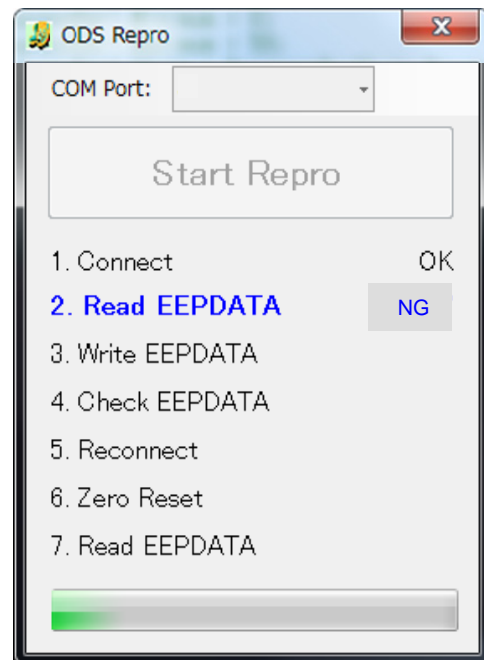 ODS Repro
COM Port:
Start Repro
1. Connect OK
2. Read EEPDATA NG
3. Write EEPDATA
4. Check EEPDATA
5. Reconnect
6. Zero Reset
7. Read EEPDATA